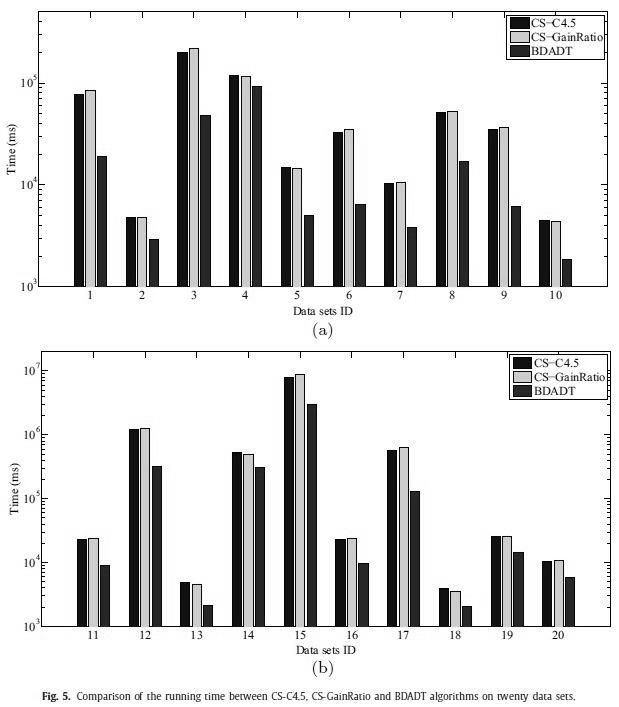 CS-C4.5
CS-GainRatio
BDADT
10^5
10^4
10^3
Time (ms)
1 2 3 4 5 6 7 8 9 10
Data sets ID
(a)
CS-C4.5
CS-GainRatio
BDADT
10^7
10^6
10^5
10^4
10^3
Time (ms)
11 12 13 14 15 16 17 18 19 20
Data sets ID
(b)
Fig. 5. Comparison of the running time between CS-C4.5, CS-GainRatio and BDADT algorithms on twenty data sets.